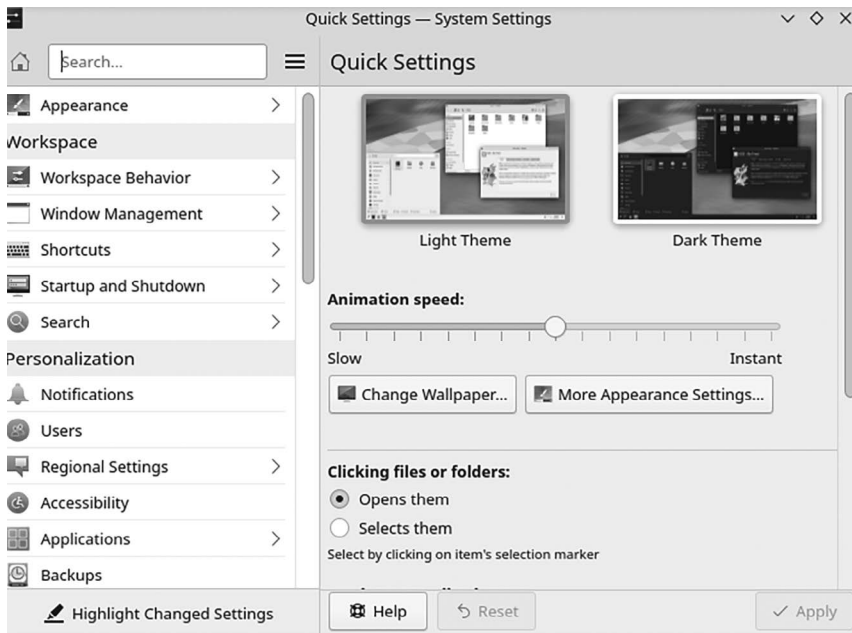 Quick Settings — System Settings
Search...
Quick Settings
Appearance
Workspace
Workspace Behavior
Window Management
Shortcuts
Startup and Shutdown
Search
Personalization
Notifications
Users
Regional Settings
Accessibility
Applications
Backups
Highlight Changed Settings
Light Theme Dark Theme
Animation speed:
Slow Instant
Change Wallpaper... More Appearance Settings...
Clicking files or folders:
Opens them
Selects them
Select by clicking on item's selection marker
Help Reset Apply